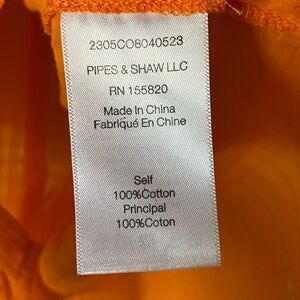 2305CO8040523
PIPES & SHAW LLC
RN 155820
Made In China
Fabriqué En Chine
Self
100%Cotton
Principal
100%Coton